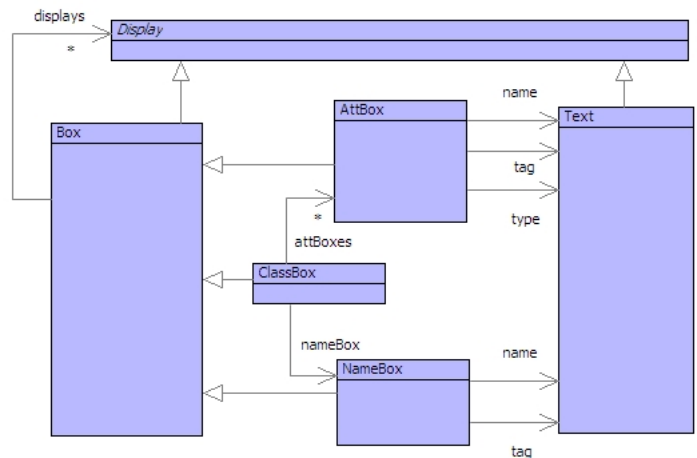 displays
*
Display
Box
AttBox
name
Text
tag
type
*
attBoxes
ClassBox
nameBox
NameBox
name
tag